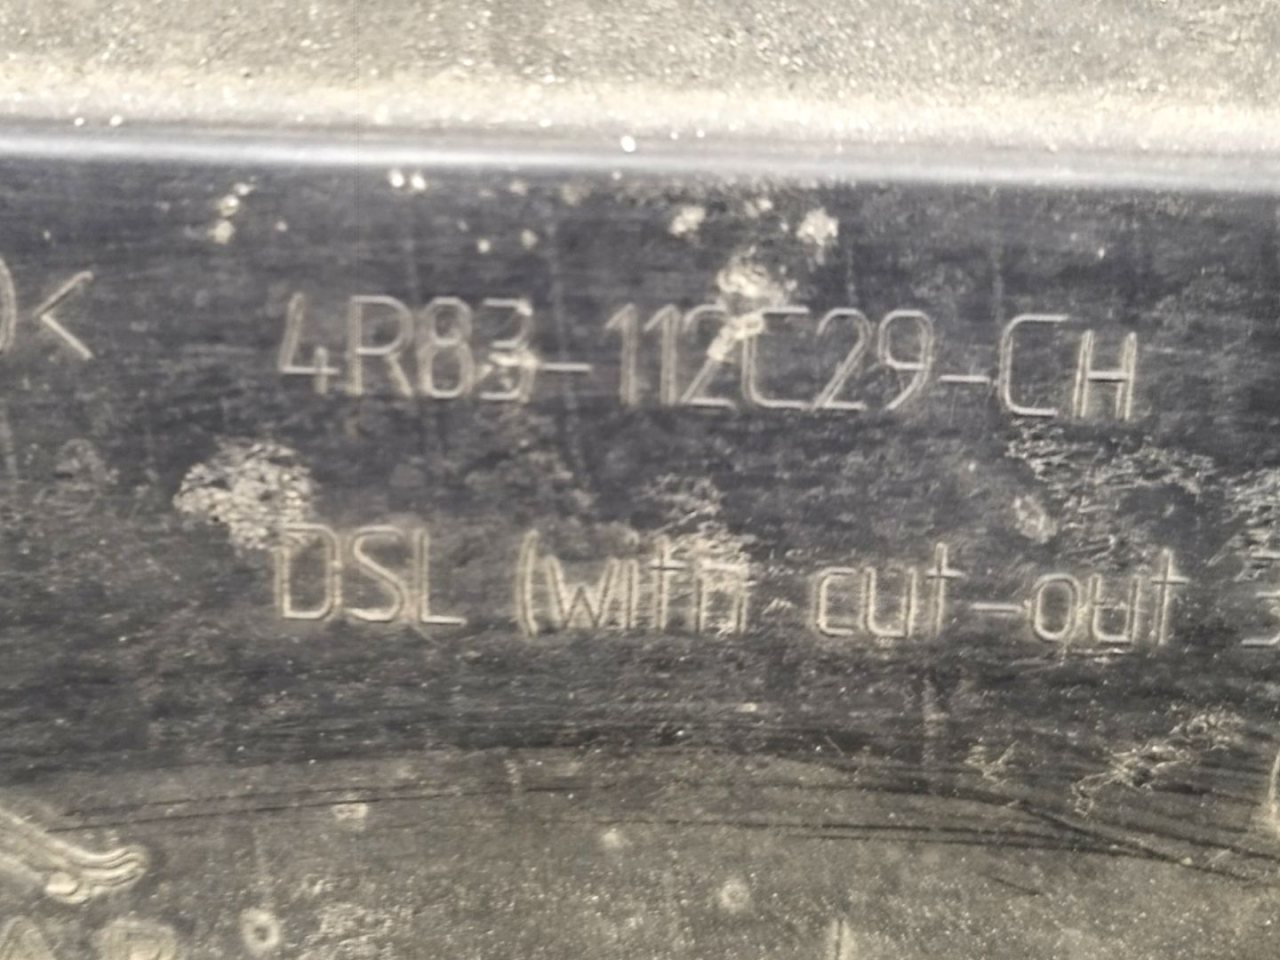 )< 4R83-112C29-CH
DSL (with cut-out